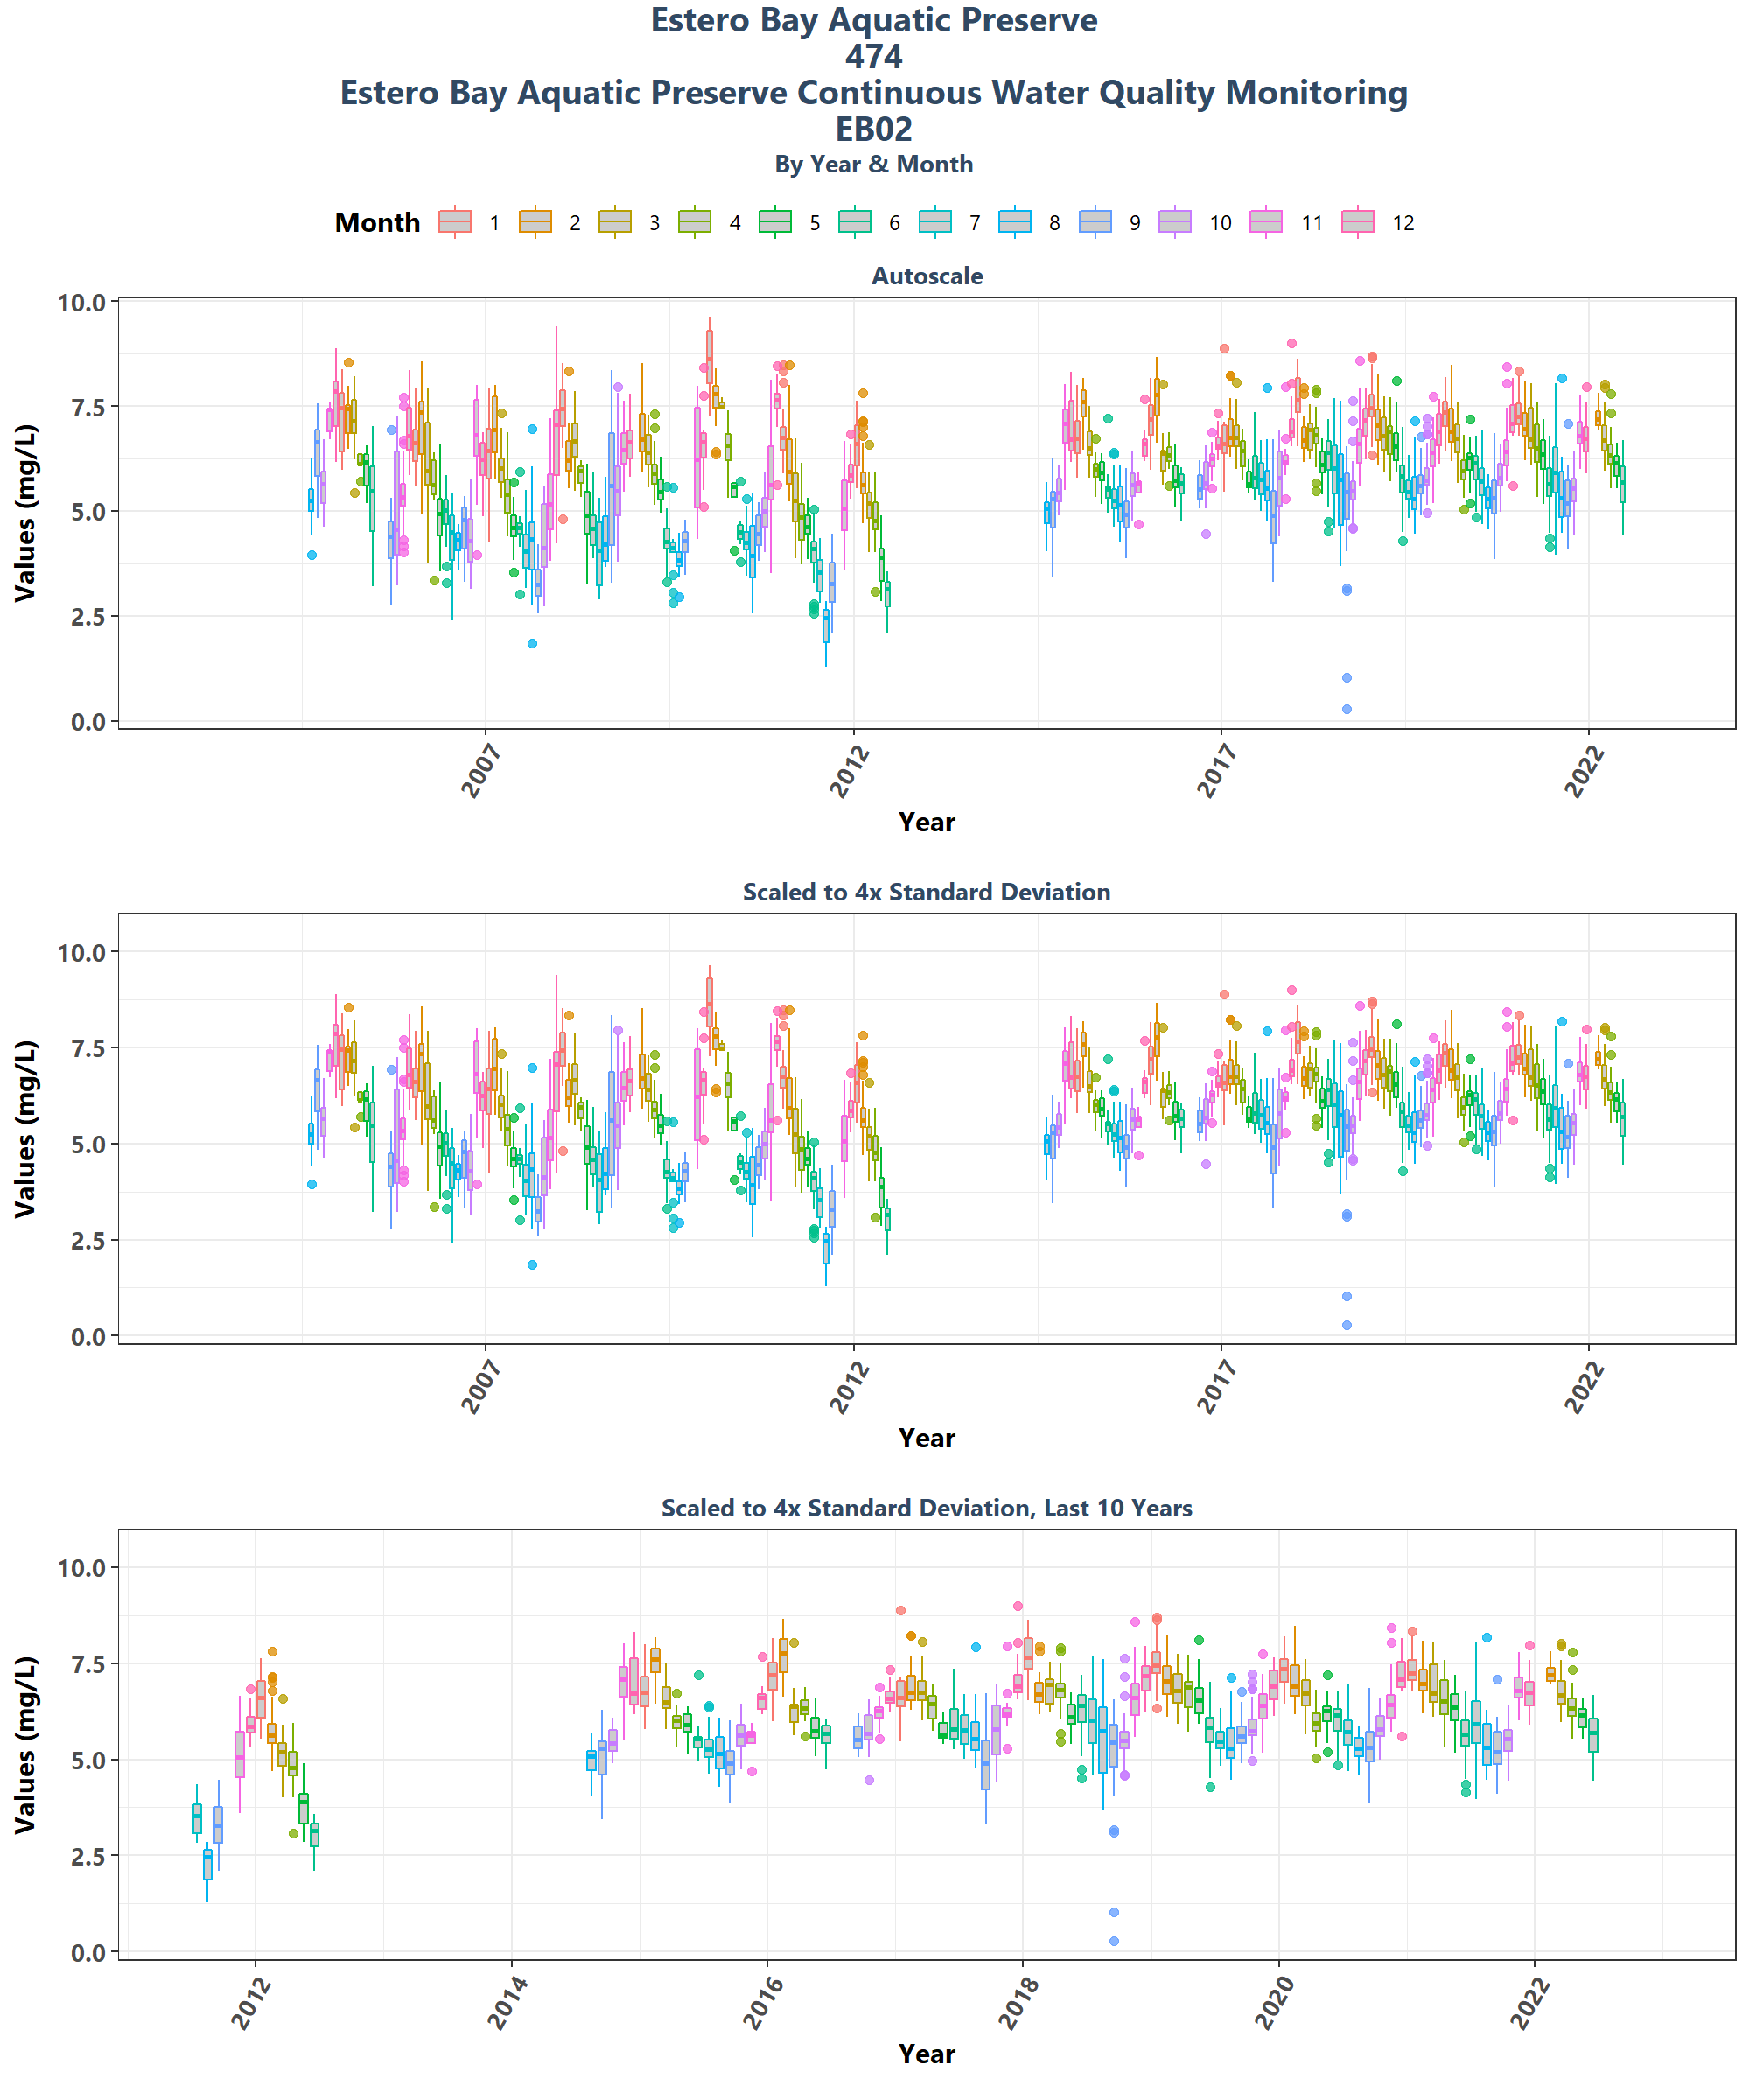 Estero Bay Aquatic Preserve
474
Estero Bay Aquatic Preserve Continuous Water Quality Monitoring
EB02
By Year & Month
Month 1 2 3 4 5 6 7 8 9 10 11 12
Autoscale
Values (mg/L)
10.0
7.5
5.0
2.5
0.0
2007 2012 2017 2022
Year
Scaled to 4x Standard Deviation
Values (mg/L)
10.0
7.5
5.0
2.5
0.0
2007 2012 2017 2022
Year
Scaled to 4x Standard Deviation, Last 10 Years
Values (mg/L)
10.0
7.5
5.0
2.5
0.0
2012 2014 2016 2018 2020 2022
Year